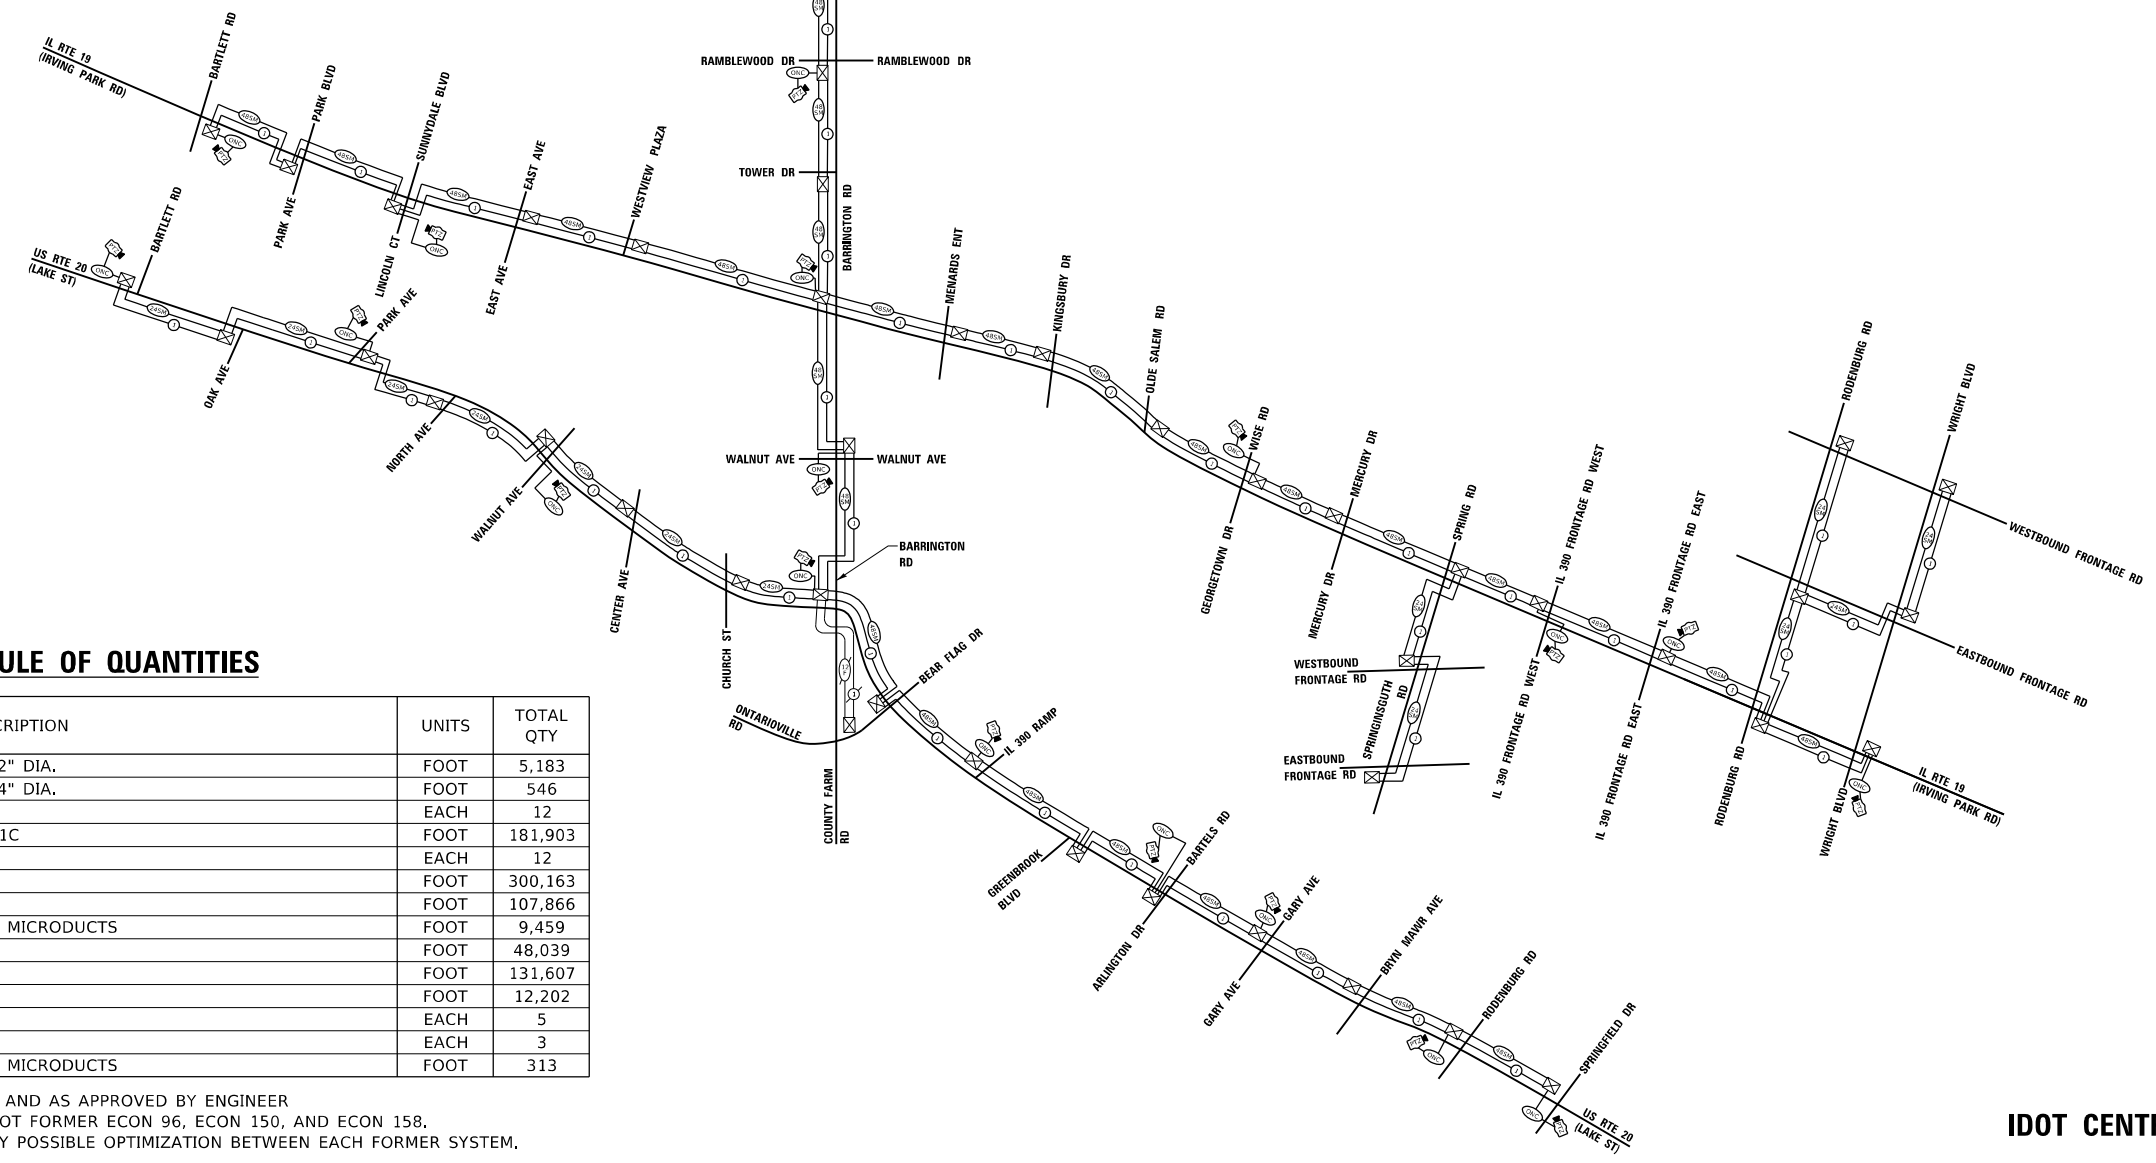 IL RTE 19
(IRVING PARK RD)
BARTLETT RD
PARK BLVD
PARK AVE
SUNNYDALE BLVD
LINCOLN CT
EAST AVE
EAST AVE
WESTVIEW PLAZA
RAMBLEWOOD DR
RAMBLEWOOD DR
TOWER DR
BARRINGTON RD
MENARDS ENT
KINGSBURY DR
OLDE SALEM RD
WISE RD
GEORGETOWN DR
MERCURY DR
MERCURY DR
SPRING RD
IL 390 FRONTAGE RD WEST
IL 390 FRONTAGE RD WEST
IL 390 FRONTAGE RD EAST
IL 390 FRONTAGE RD EAST
RODENBURG RD
RODENBURG RD
WRIGHT BLVD
WRIGHT BLVD
WESTBOUND FRONTAGE RD
EASTBOUND FRONTAGE RD
IL RTE 19
(IRVING PARK RD)
WESTBOUND
FRONTAGE RD
SPRINGINSGUTH
RD
EASTBOUND
FRONTAGE RD
US RTE 20
(LAKE ST)
BARTLETT RD
OAK AVE
PARK AVE
NORTH AVE
WALNUT AVE
WALNUT AVE
WALNUT AVE
CENTER AVE
CHURCH ST
BARRINGTON
RD
ONTARIOVILLE
RD
COUNTY FARM
RD
BEAR FLAG DR
IL 390 RAMP
GREENBROOK
BLVD
BARTELS RD
ARLINGTON DR
GARY AVE
GARY AVE
BRYN MAWR AVE
RODENBURG RD
SPRINGFIELD DR
US RTE 20
(LAKE ST)
ULE OF QUANTITIES
CRIPTION UNITS TOTAL
QTY
2" DIA. FOOT 5,183
4" DIA. FOOT 546
EACH 12
1C FOOT 181,903
EACH 12
FOOT 300,163
FOOT 107,866
MICRODUCTS FOOT 9,459
FOOT 48,039
FOOT 131,607
FOOT 12,202
EACH 5
EACH 3
MICRODUCTS FOOT 313
AND AS APPROVED BY ENGINEER
OT FORMER ECON 96, ECON 150, AND ECON 158.
Y POSSIBLE OPTIMIZATION BETWEEN EACH FORMER SYSTEM.
IDOT CENT